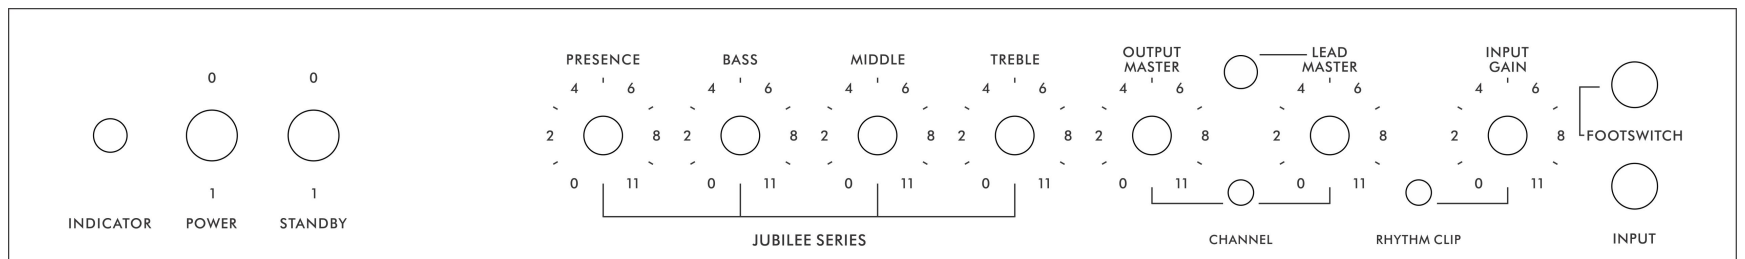 0
1
POWER
0
1
STANDBY
INDICATOR
PRESENCE
4 6
2 8
0 11
BASS
4 6
2 8
0 11
MIDDLE
4 6
2 8
0 11
TREBLE
4 6
2 8
0 11
JUBILEE SERIES
OUTPUT
MASTER
4 6
2 8
0 11
LEAD
MASTER
4 6
2 8
0 11
CHANNEL
INPUT
GAIN
4 6
2 8
0 11
RHYTHM CLIP
FOOTSWITCH
INPUT